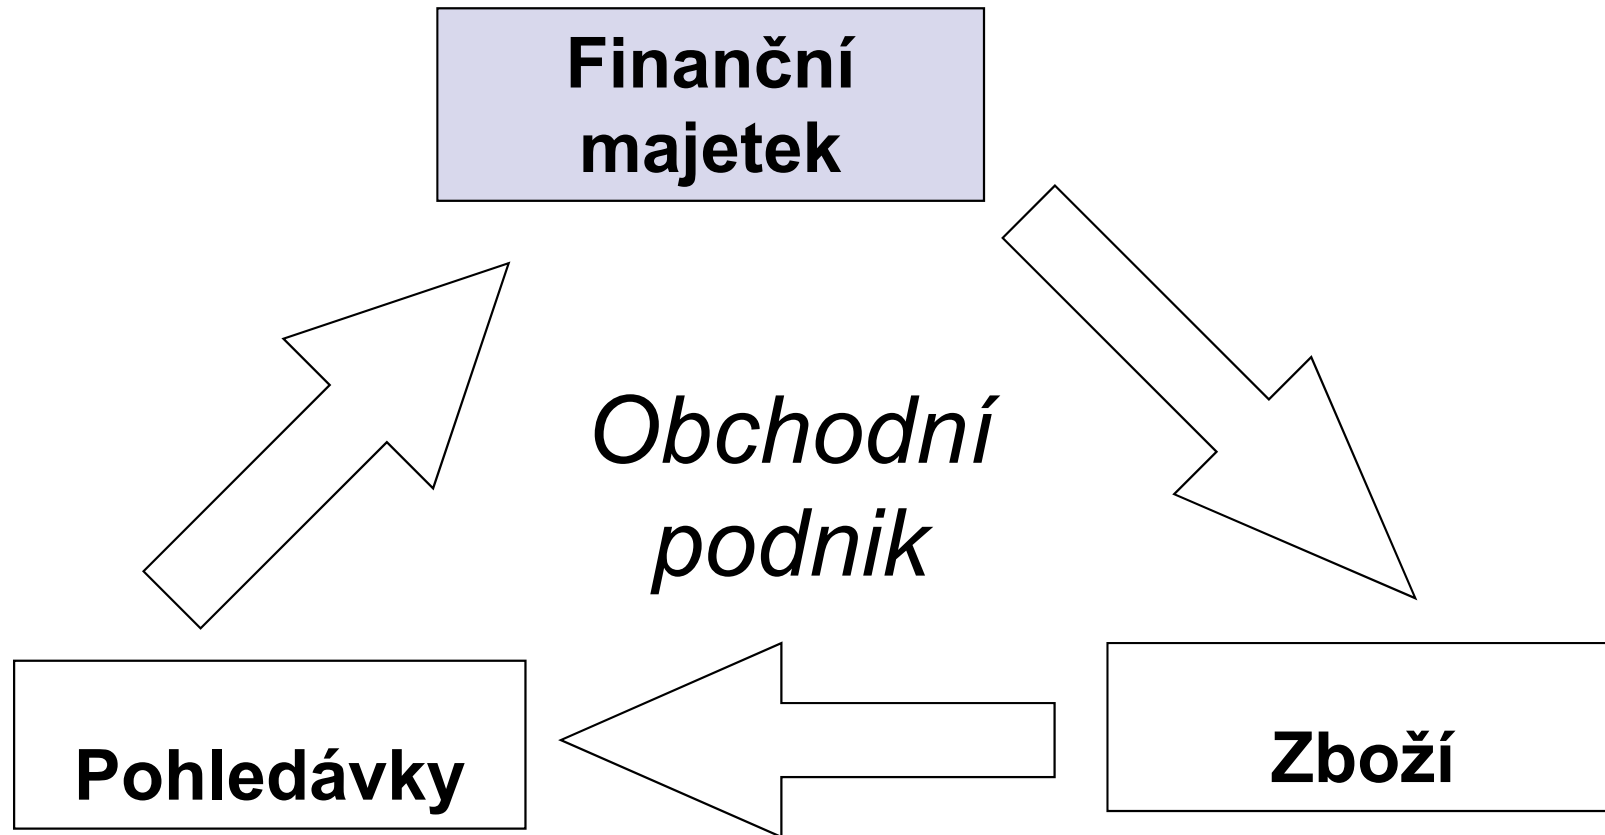 Finanční
majetek
Obchodní
podnik
Pohledávky
Zboží